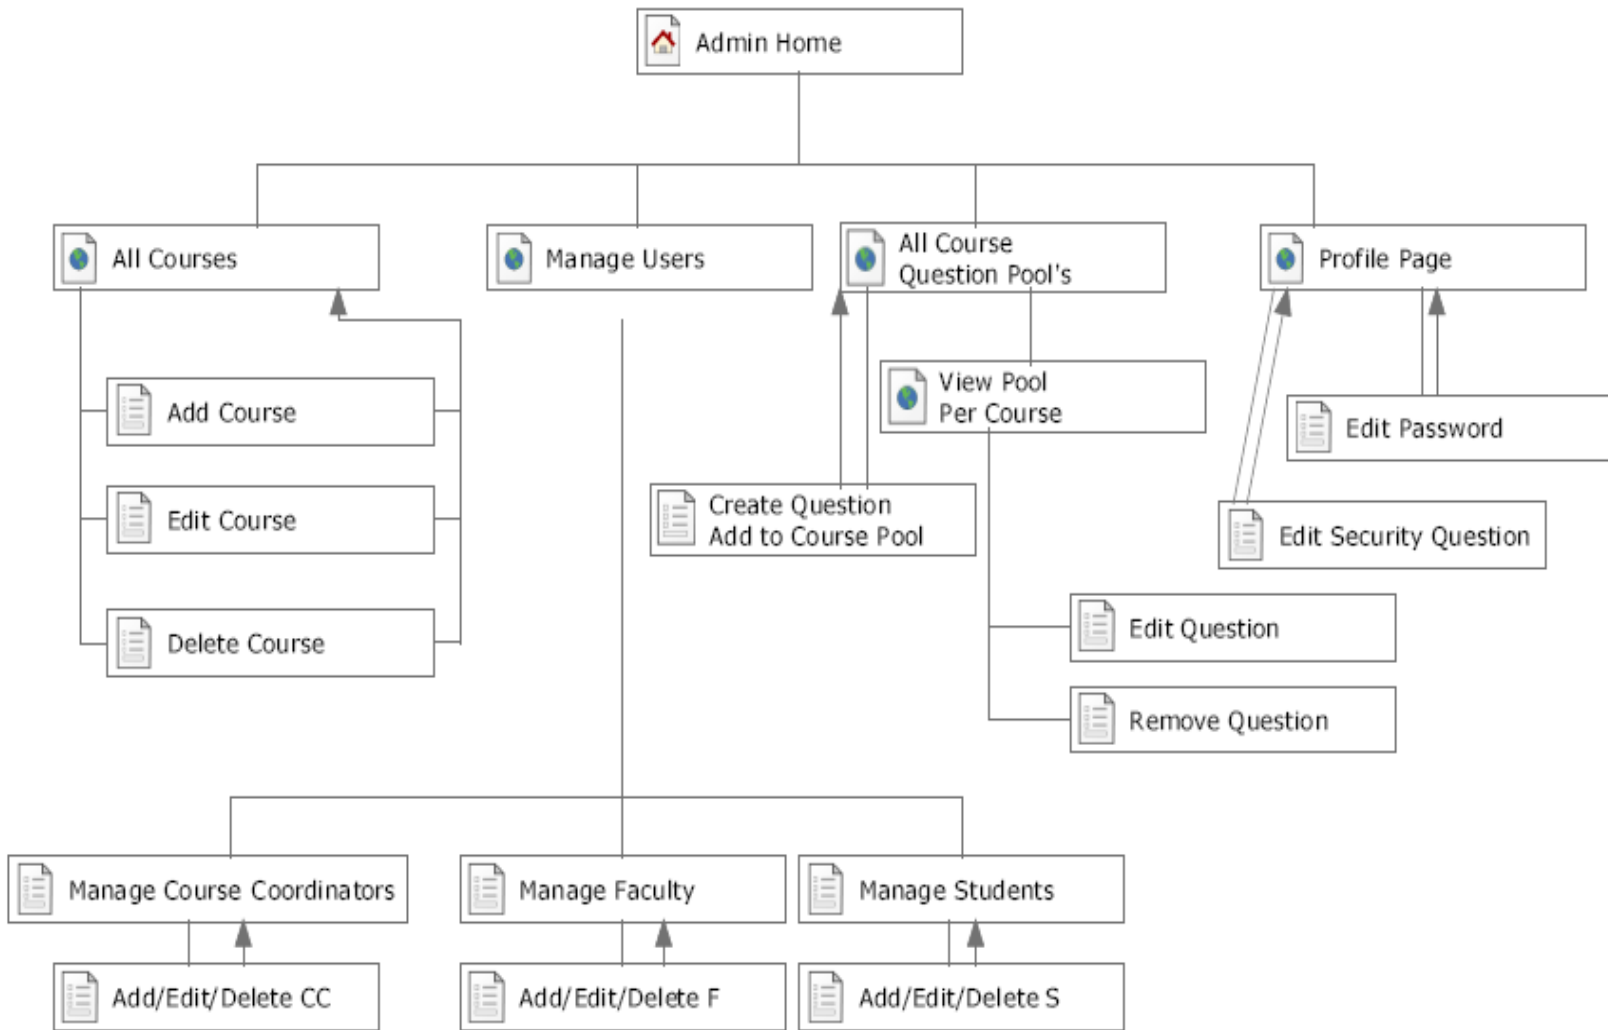 Admin Home
All Courses
Manage Users
All Course
Question Pool's
Profile Page
View Pool
Per Course
Add Course
Edit Password
Create Question
Add to Course Pool
Edit Course
Edit Security Question
Edit Question
Delete Course
Remove Question
Manage Course Coordinators
Manage Faculty
Manage Students
Add/Edit/Delete CC
Add/Edit/Delete F
Add/Edit/Delete S